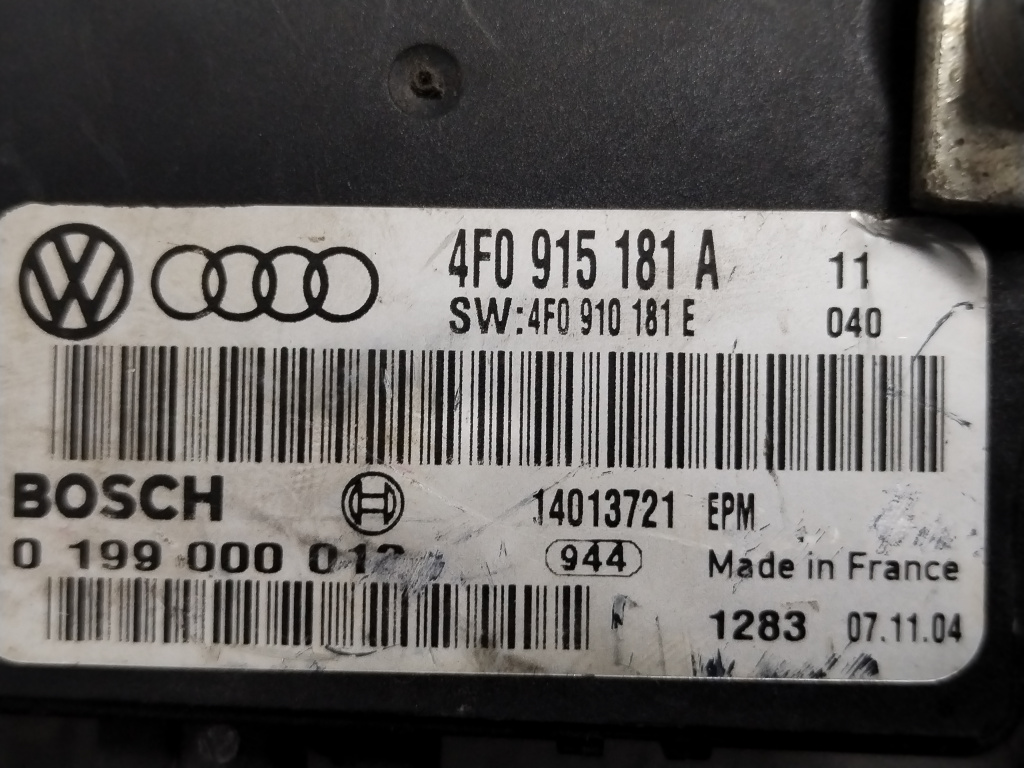 4F0 915 181 A 11
SW:4F0 910 181 E 040
BOSCH 14013721 EPM
0 199 000 944 Made in France
1283 07.11.04